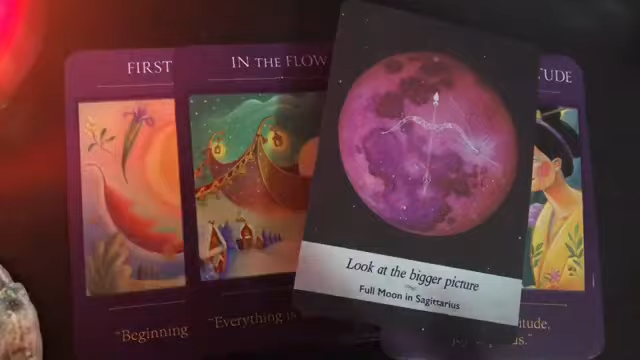 FIRST
IN THE FLOW
TUDE
Look at the bigger picture
Full Moon in Sagittarius
"Beginning
"Everything is
itude,